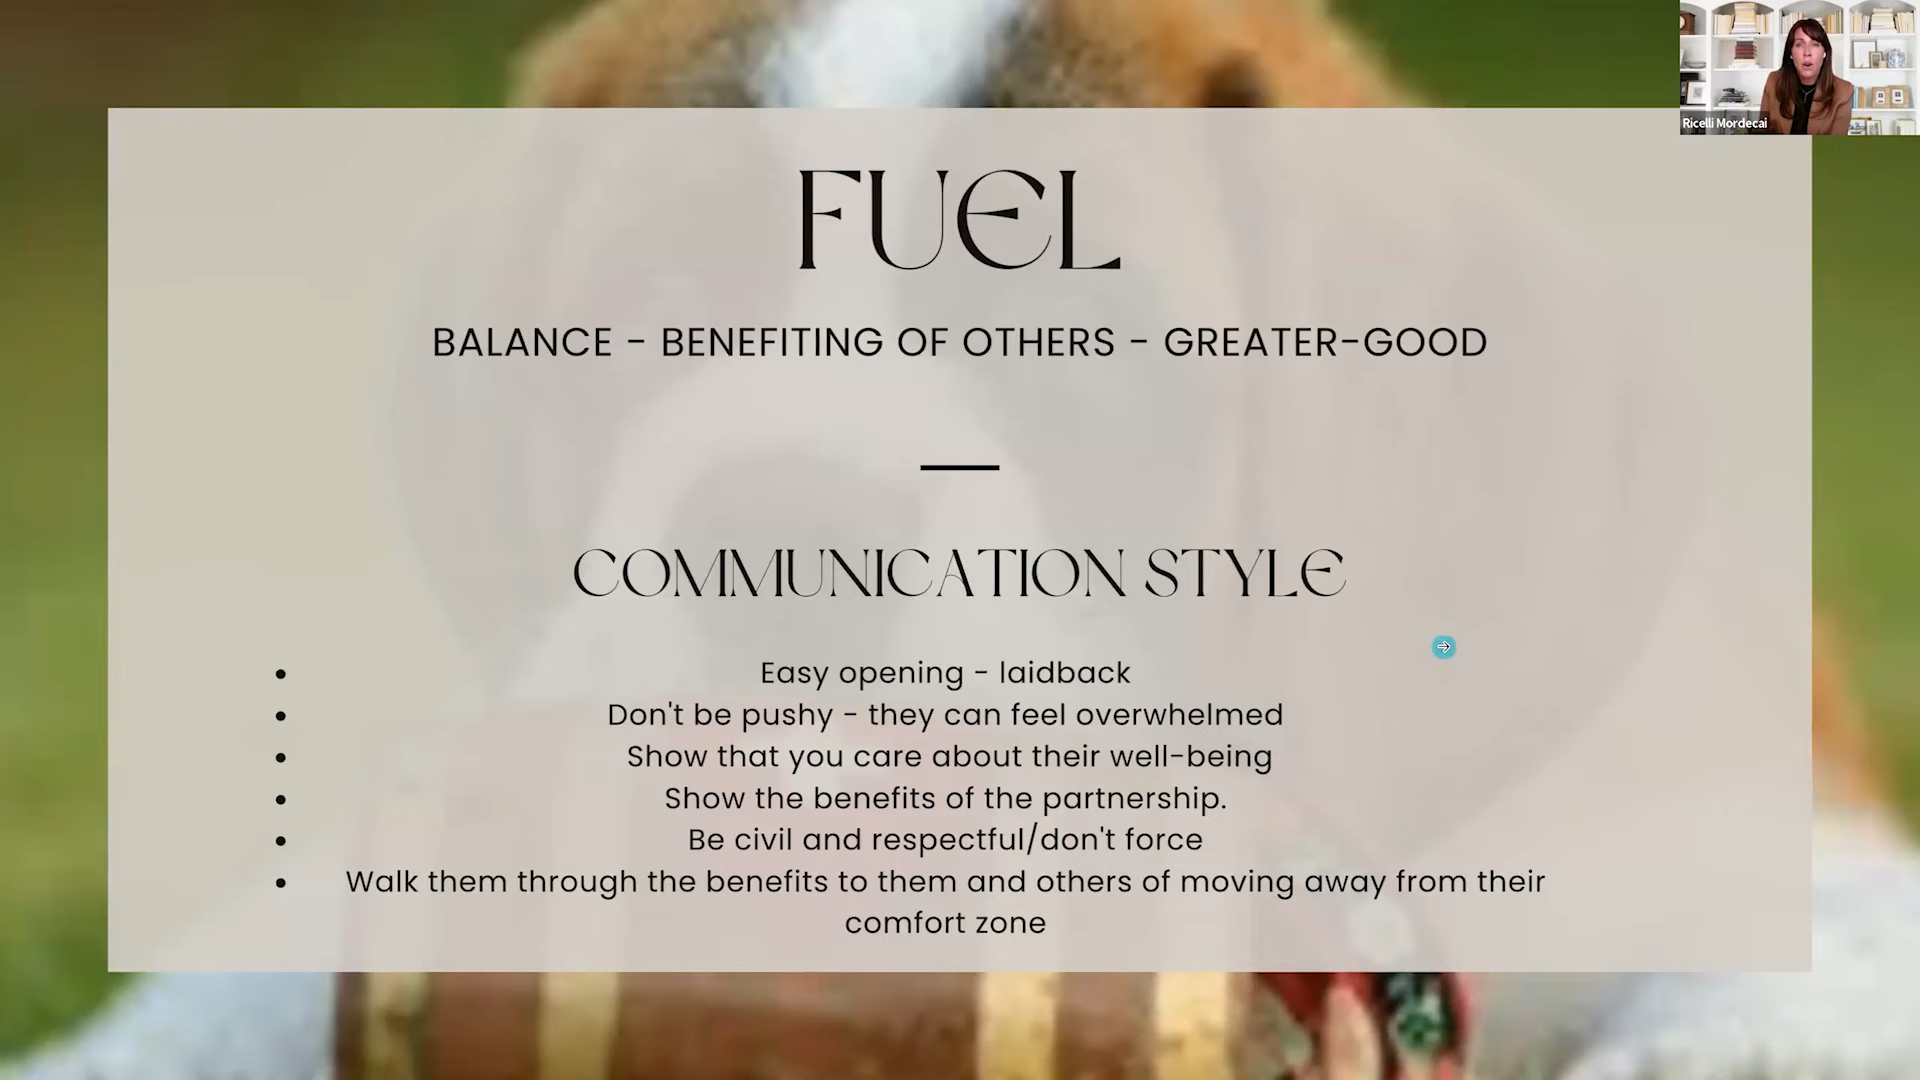 Ricelli Mordecai
FUEL
BALANCE - BENEFITING OF OTHERS - GREATER-GOOD
COMMUNICATION STYLE
Easy opening - laidback
Don't be pushy - they can feel overwhelmed
Show that you care about their well-being
Show the benefits of the partnership.
Be civil and respectful/don't force
Walk them through the benefits to them and others of moving away from their
comfort zone